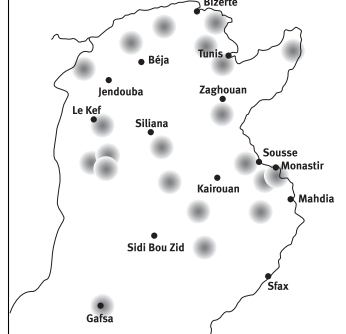 Bizerte
Tunis
Béja
Jendouba
Zaghouan
Le Kef
Siliana
Sousse
Monastir
Kairouan
Mahdia
Sidi Bou Zid
Sfax
Gafsa